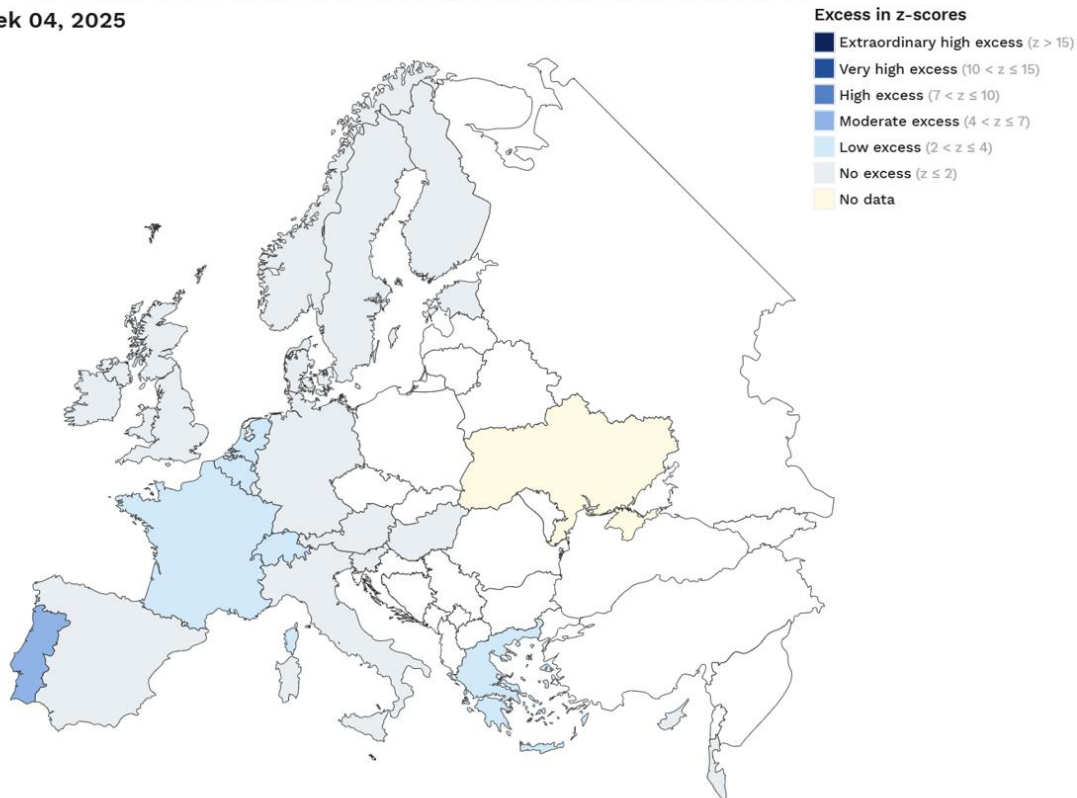 ek 04, 2025
Excess in z-scores
Extraordinary high excess (z > 15)
Very high excess (10 < z ≤ 15)
High excess (7 < z ≤ 10)
Moderate excess (4 < z ≤ 7)
Low excess (2 < z ≤ 4)
No excess (z ≤ 2)
No data